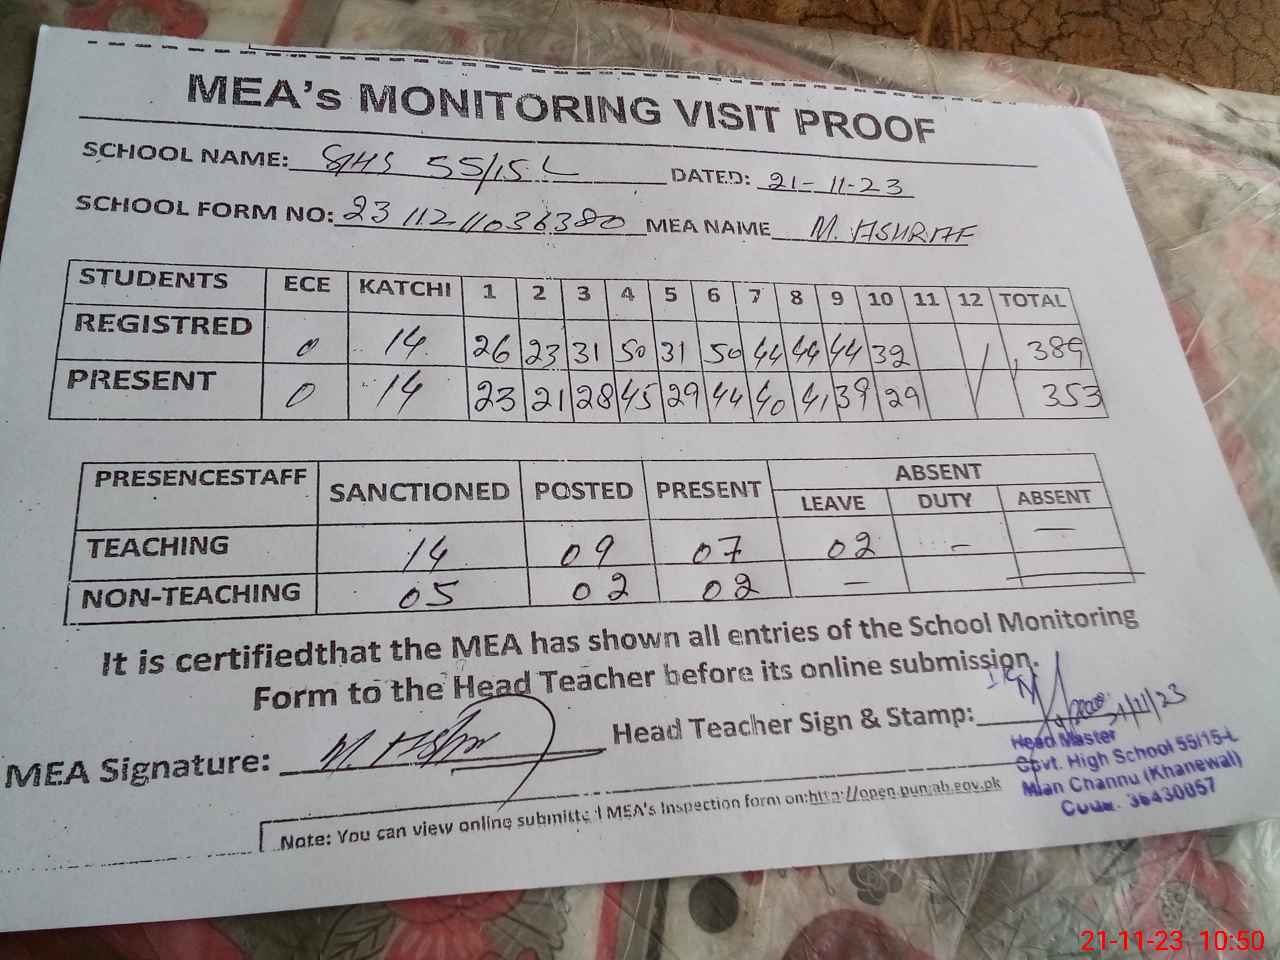 MEA's MONITORING VISIT PROOF
SCHOOL NAME: GHS 55/15-L DATED: 21-11-23
SCHOOL FORM NO: 2311211036380 MEA NAME M. ASHRAF
STUDENTS ECE KATCHI 1 2 3 4 5 6 7 8 9 10 11 12 TOTAL
REGISTRED 0 14 26 23 31 50 31 50 44 44 44 32 389
PRESENT 0 14 23 21 28 45 29 44 40 41 39 29 353
PRESENCESTAFF SANCTIONED POSTED PRESENT ABSENT
LEAVE DUTY ABSENT
TEACHING 14 09 07 02 - —
NON-TEACHING 05 02 02 —
It is certifiedthat the MEA has shown all entries of the School Monitoring
Form to the Head Teacher before its online submission.
MEA Signature: M. Ashraf Head Teacher Sign & Stamp: 21/11/23
Head Master
Govt. High School 55/15-L
Mian Channu (Khanewal)
Code. 36430057
Note: You can view online submitted MEA's Inspection form on:http://open.punjab.gov.pk
21-11-23 10:50